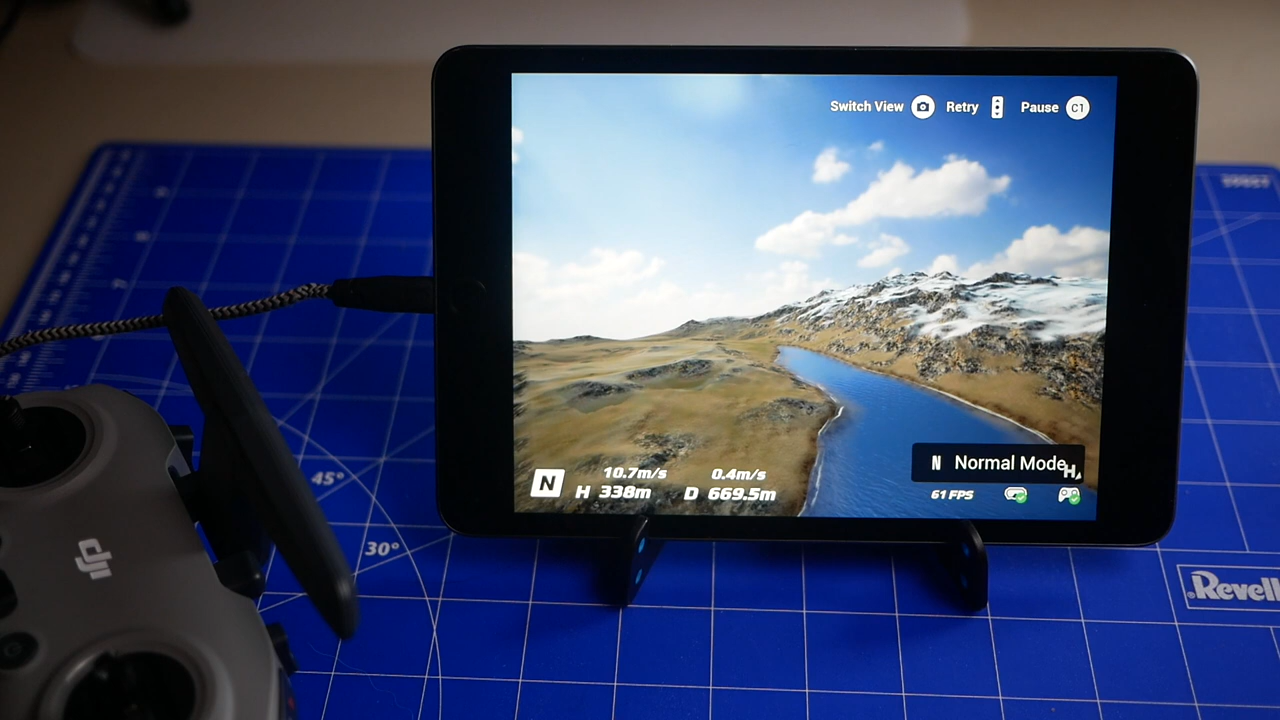 Switch View Retry Pause C1
N Normal Mode H
10.7m/s 0.4m/s
N H 338m D 669.5m
61 FPS
45°
30°
dji
Revell